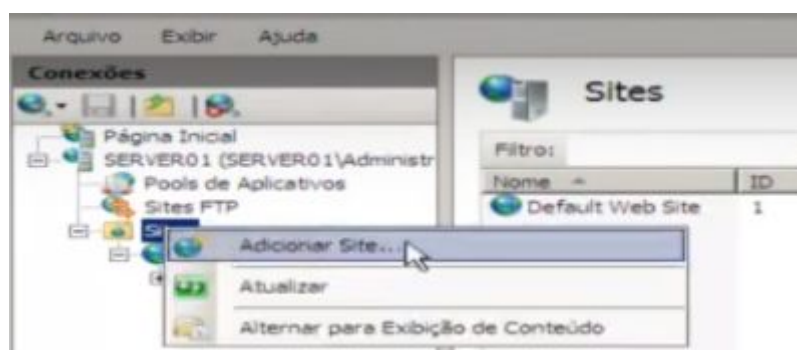 Arquivo Exibir Ajuda
Conexões
Sites
Página Inicial
SERVER01 (SERVER01\Administr
Pools de Aplicativos
Sites FTP
Filtro:
Nome ID
Default Web Site 1
Adicionar Site...
Atualizar
Alternar para Exibição de Conteúdo